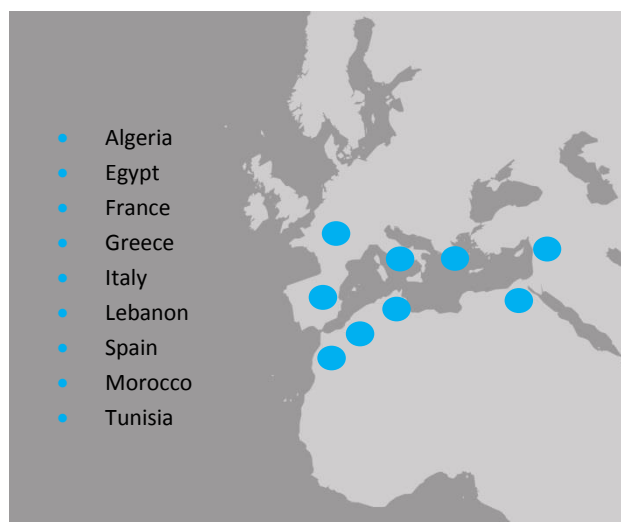 Algeria
Egypt
France
Greece
Italy
Lebanon
Spain
Morocco
Tunisia